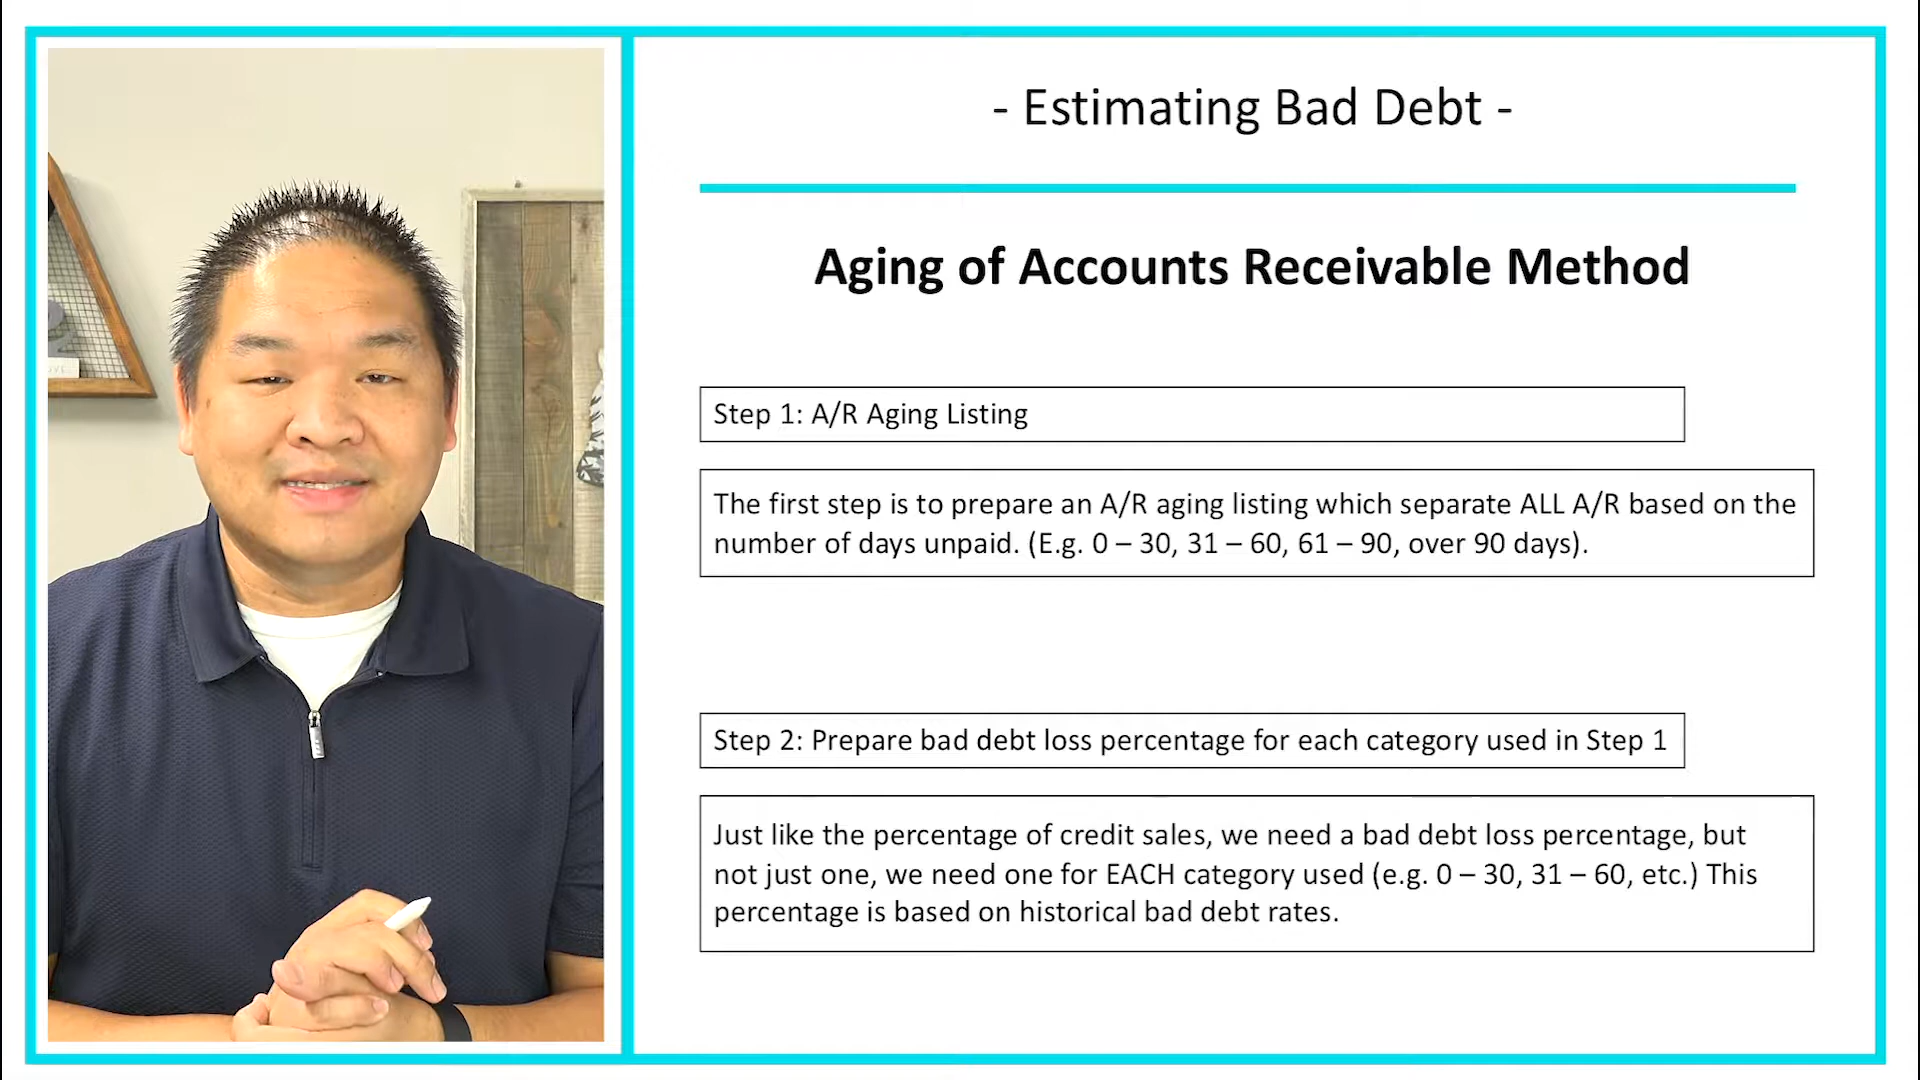 - Estimating Bad Debt -
Aging of Accounts Receivable Method
Step 1: A/R Aging Listing
The first step is to prepare an A/R aging listing which separate ALL A/R based on the
number of days unpaid. (E.g. 0 – 30, 31 – 60, 61 – 90, over 90 days).
Step 2: Prepare bad debt loss percentage for each category used in Step 1
Just like the percentage of credit sales, we need a bad debt loss percentage, but
not just one, we need one for EACH category used (e.g. 0 – 30, 31 – 60, etc.) This
percentage is based on historical bad debt rates.